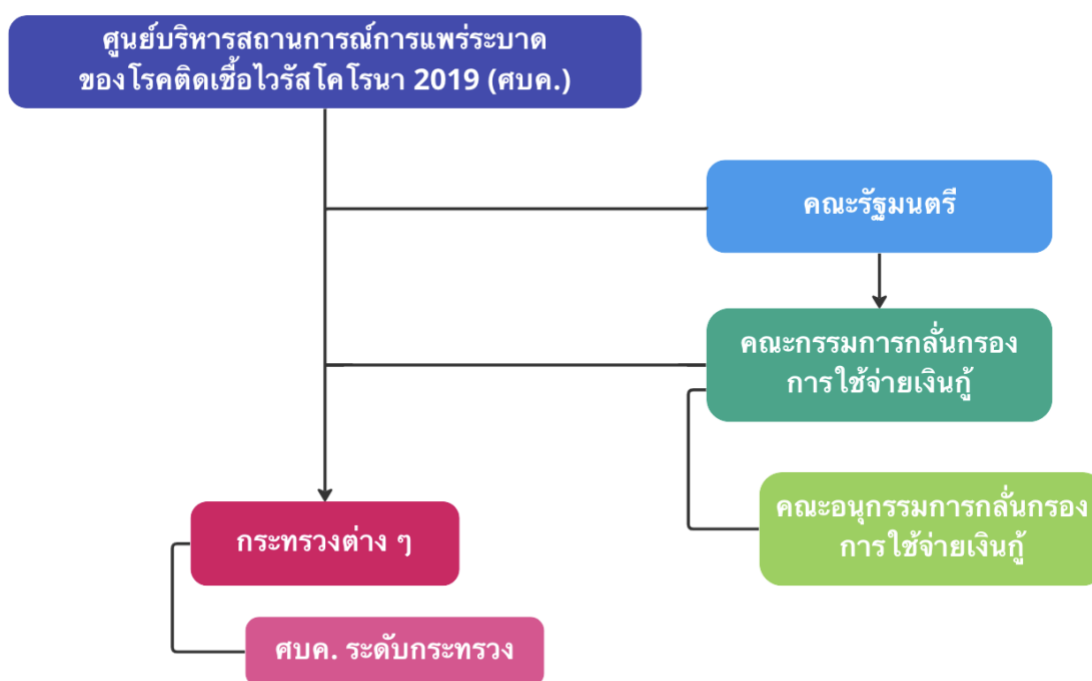 ศูนย์บริหารสถานการณ์การแพร่ระบาด
ของโรคติดเชื้อไวรัสโคโรนา 2019 (ศบค.)
คณะรัฐมนตรี
คณะกรรมการกลั่นกรอง
การใช้จ่ายเงินกู้
คณะอนุกรรมการกลั่นกรอง
การใช้จ่ายเงินกู้
กระทรวงต่าง ๆ
ศบค. ระดับกระทรวง